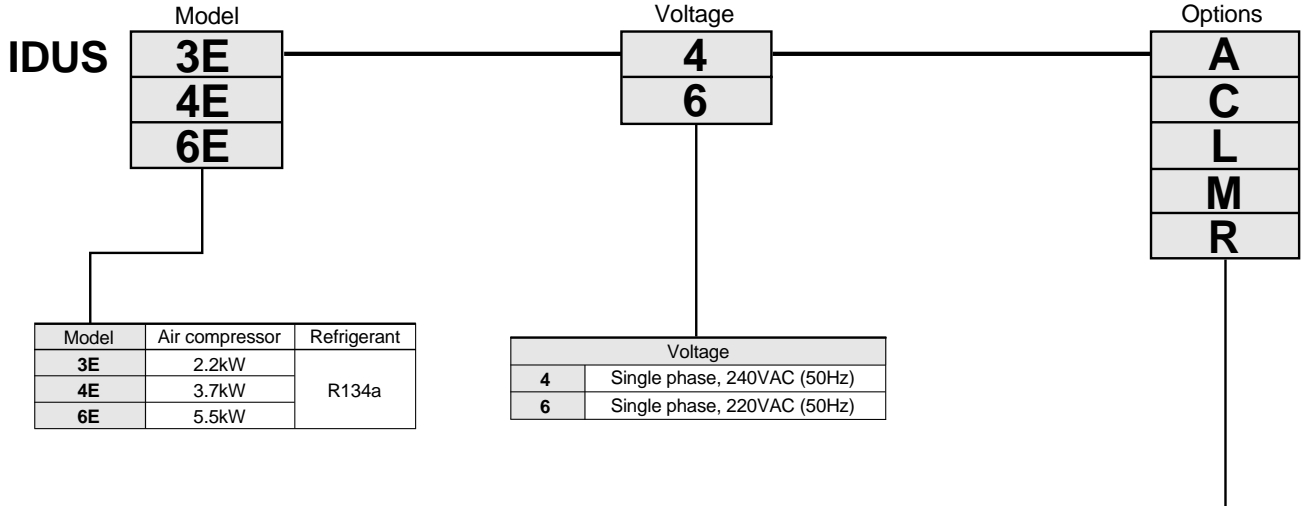 Model Voltage Options
IDUS 3E 4 A
4E 6 C
6E L
M
R
Model Air compressor Refrigerant
3E 2.2kW
4E 3.7kW R134a
6E 5.5kW
Voltage
4 Single phase, 240VAC (50Hz)
6 Single phase, 220VAC (50Hz)